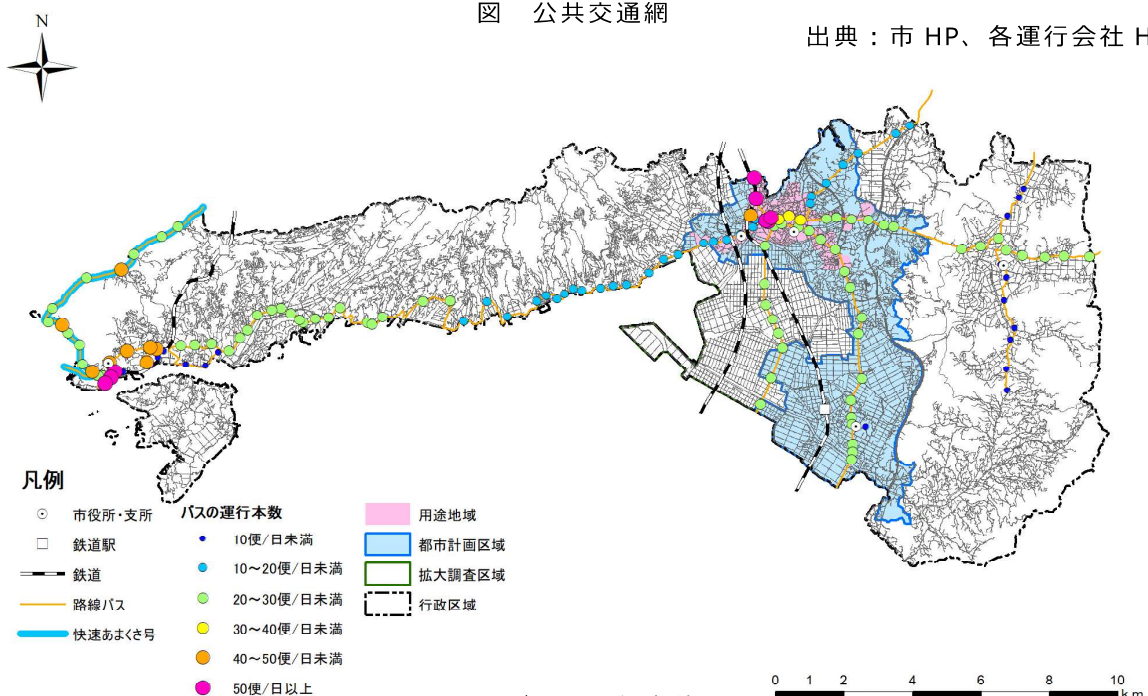 図 公共交通網
出典：市 HP、各運行会社 H
N
凡例
市役所・支所
鉄道駅
鉄道
路線バス
快速あまくさ号
バスの運行本数
10便/日未満
10～20便/日未満
20～30便/日未満
30～40便/日未満
40～50便/日未満
50便/日以上
用途地域
都市計画区域
拡大調査区域
行政区域
0 1 2 4 6 8 10
km